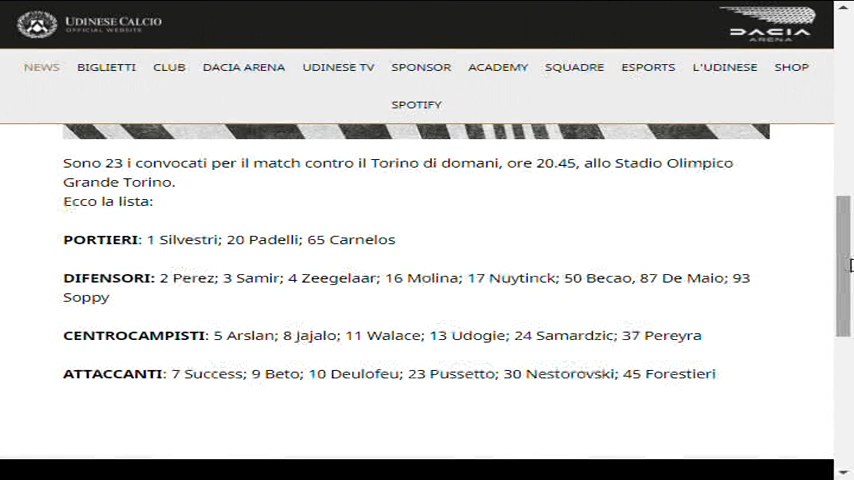 UDINESE CALCIO
OFFICIAL WEBSITE
DACIA
ARENA
NEWS BIGLIETTI CLUB DACIA ARENA UDINESE TV SPONSOR ACADEMY SQUADRE ESPORTS L'UDINESE SHOP
SPOTIFY
Sono 23 i convocati per il match contro il Torino di domani, ore 20.45, allo Stadio Olimpico
Grande Torino.
Ecco la lista:
PORTIERI: 1 Silvestri; 20 Padelli; 65 Carnelos
DIFENSORI: 2 Perez; 3 Samir; 4 Zeegelaar; 16 Molina; 17 Nuytinck; 50 Becao, 87 De Maio; 93
Soppy
CENTROCAMPISTI: 5 Arslan; 8 Jajalo; 11 Walace; 13 Udogie; 24 Samardzic; 37 Pereyra
ATTACCANTI: 7 Success; 9 Beto; 10 Deulofeu; 23 Pussetto; 30 Nestorovski; 45 Forestieri